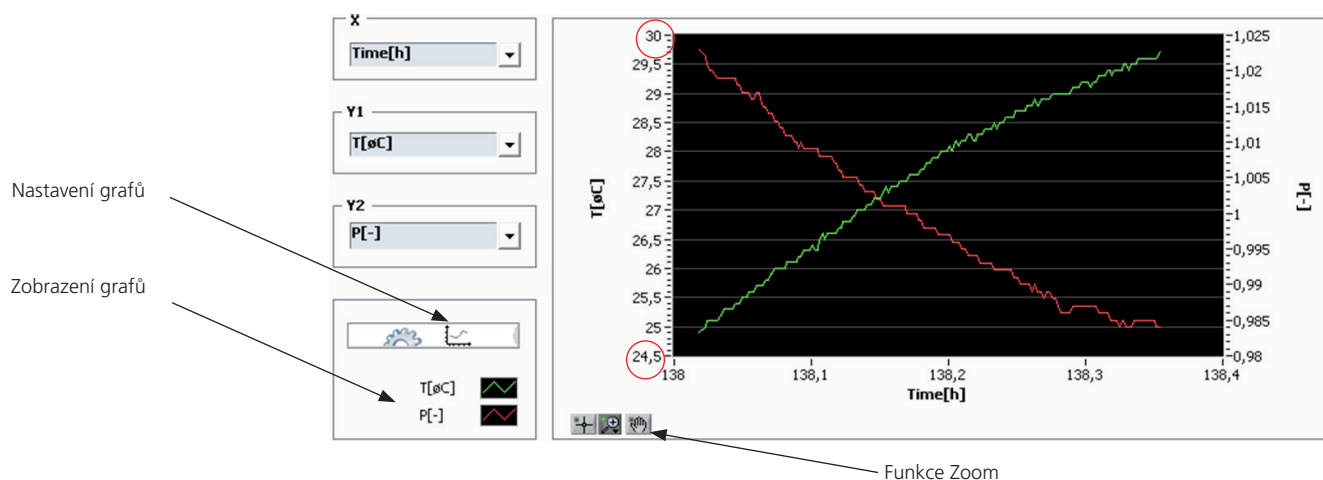 X
Time[h]
Y1
T[øC]
Nastavení grafů
Y2
P[-]
Zobrazení grafů
T[øC]
P[-]
T[øC]
30
29,5
29
28,5
28
27,5
27
26,5
26
25,5
25
24,5
1,025
1,02
1,015
1,01
1,005
1
0,995
0,99
0,985
0,98
P[-]
138
138,1
138,2
138,3
138,4
Time[h]
Funkce Zoom